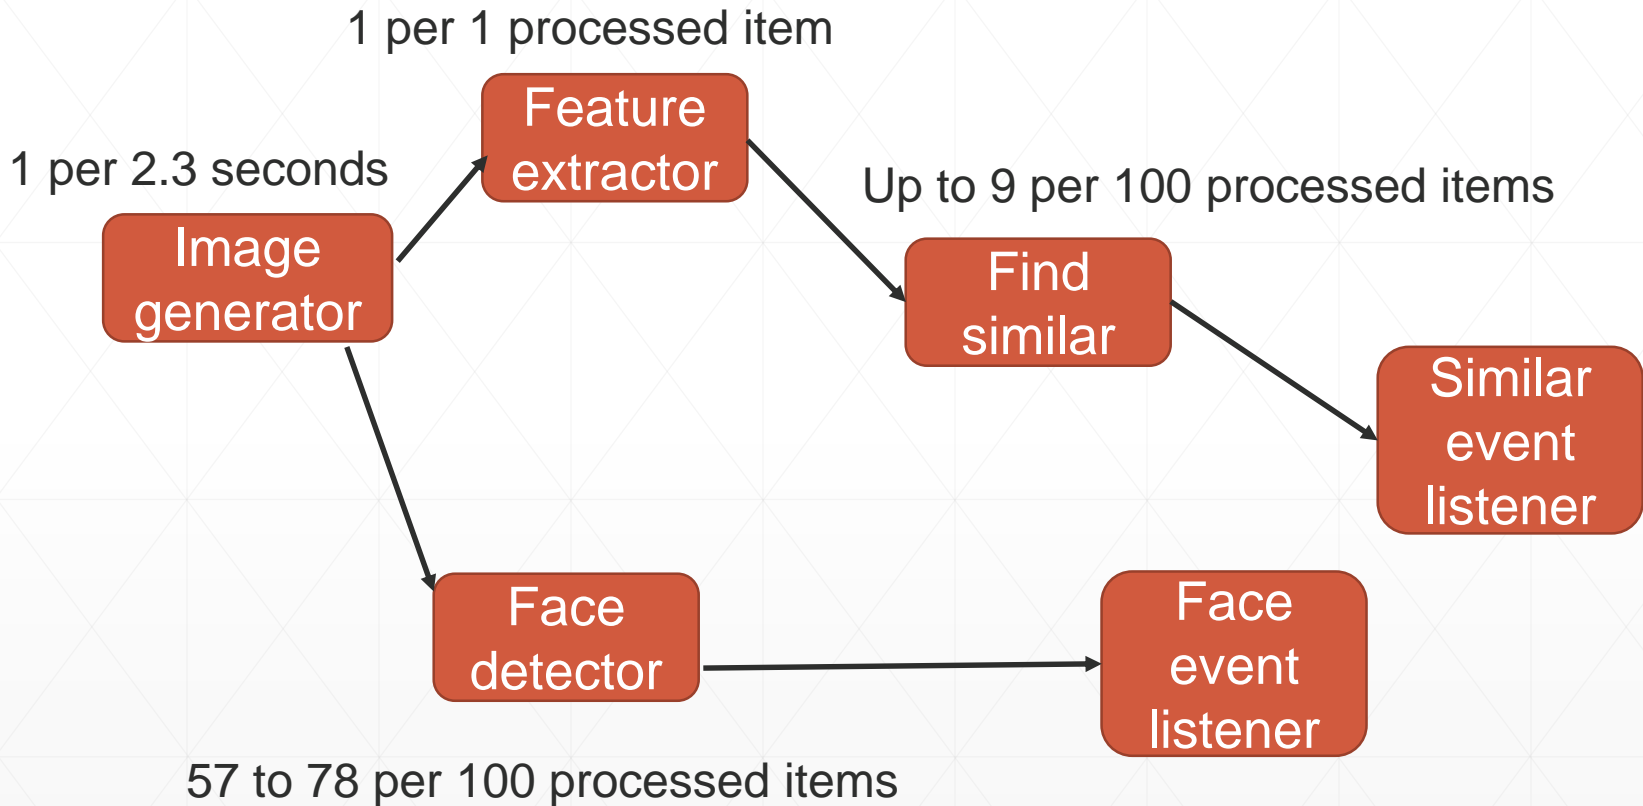 1 per 1 processed item
Feature
extractor
1 per 2.3 seconds
Image
generator
Up to 9 per 100 processed items
Find
similar
Similar
event
listener
Face
detector
Face
event
listener
57 to 78 per 100 processed items